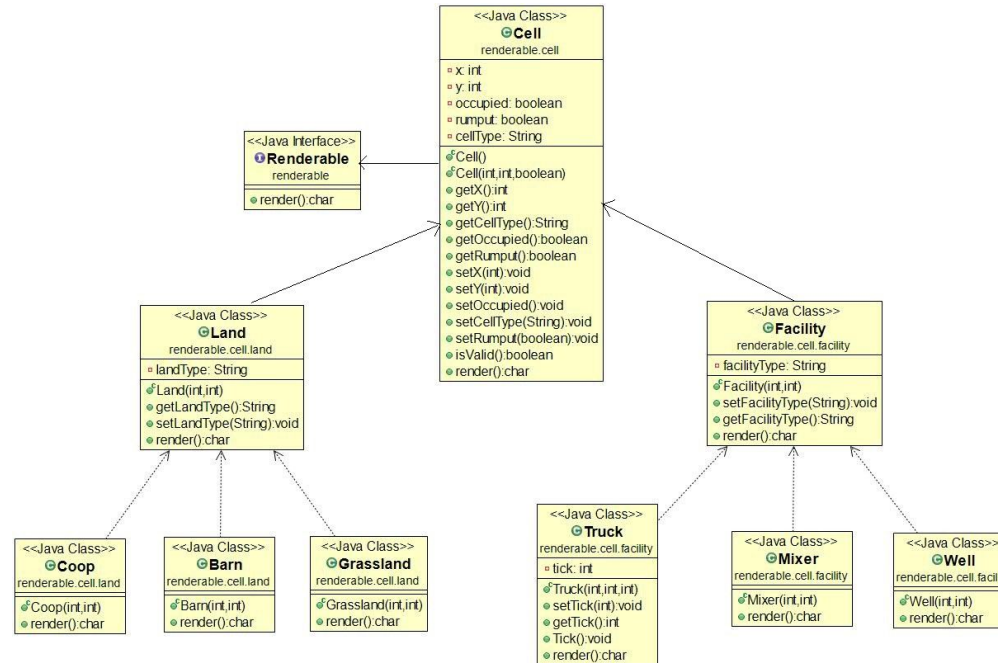 <<Java Class>>
Cell
renderable.cell
x: int
y: int
occupied: boolean
rumput: boolean
cellType: String
Cell()
Cell(int,int,boolean)
getX():int
getY():int
getCellType():String
getOccupied():boolean
getRumput():boolean
setX(int):void
setY(int):void
setOccupied():void
setCellType(String):void
setRumput(boolean):void
isValid():boolean
render():char
<<Java Interface>>
Renderable
renderable
render():char
<<Java Class>>
Land
renderable.cell.land
landType: String
Land(int,int)
getLandType():String
setLandType(String):void
render():char
<<Java Class>>
Facility
renderable.cell.facility
facilityType: String
Facility(int,int)
setFacilityType(String):void
getFacilityType():String
render():char
<<Java Class>>
Coop
renderable.cell.land
Coop(int,int)
render():char
<<Java Class>>
Barn
renderable.cell.land
Barn(int,int)
render():char
<<Java Class>>
Grassland
renderable.cell.land
Grassland(int,int)
render():char
<<Java Class>>
Truck
renderable.cell.facility
tick: int
Truck(int,int,int)
setTick(int):void
getTick():int
Tick():void
render():char
<<Java Class>>
Mixer
renderable.cell.facility
Mixer(int,int)
render():char
<<Java Class>>
Well
renderable.cell.facili
Well(int,int)
render():char